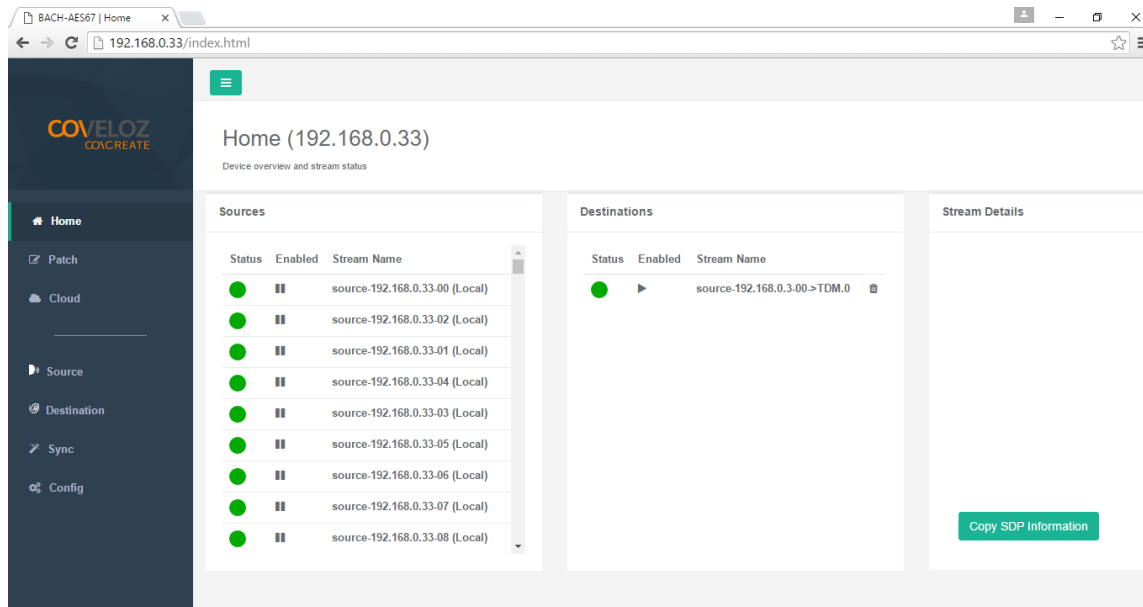 BACH-AES67 | Home
192.168.0.33/index.html
COVELOZ
CO\CREATE
Home
Patch
Cloud
Source
Destination
Sync
Config
Home (192.168.0.33)
Device overview and stream status
Sources
Status Enabled Stream Name
source-192.168.0.33-00 (Local)
source-192.168.0.33-02 (Local)
source-192.168.0.33-01 (Local)
source-192.168.0.33-04 (Local)
source-192.168.0.33-03 (Local)
source-192.168.0.33-05 (Local)
source-192.168.0.33-06 (Local)
source-192.168.0.33-07 (Local)
source-192.168.0.33-08 (Local)
Destinations
Status Enabled Stream Name
source-192.168.0.3-00->TDM.0
Stream Details
Copy SDP Information